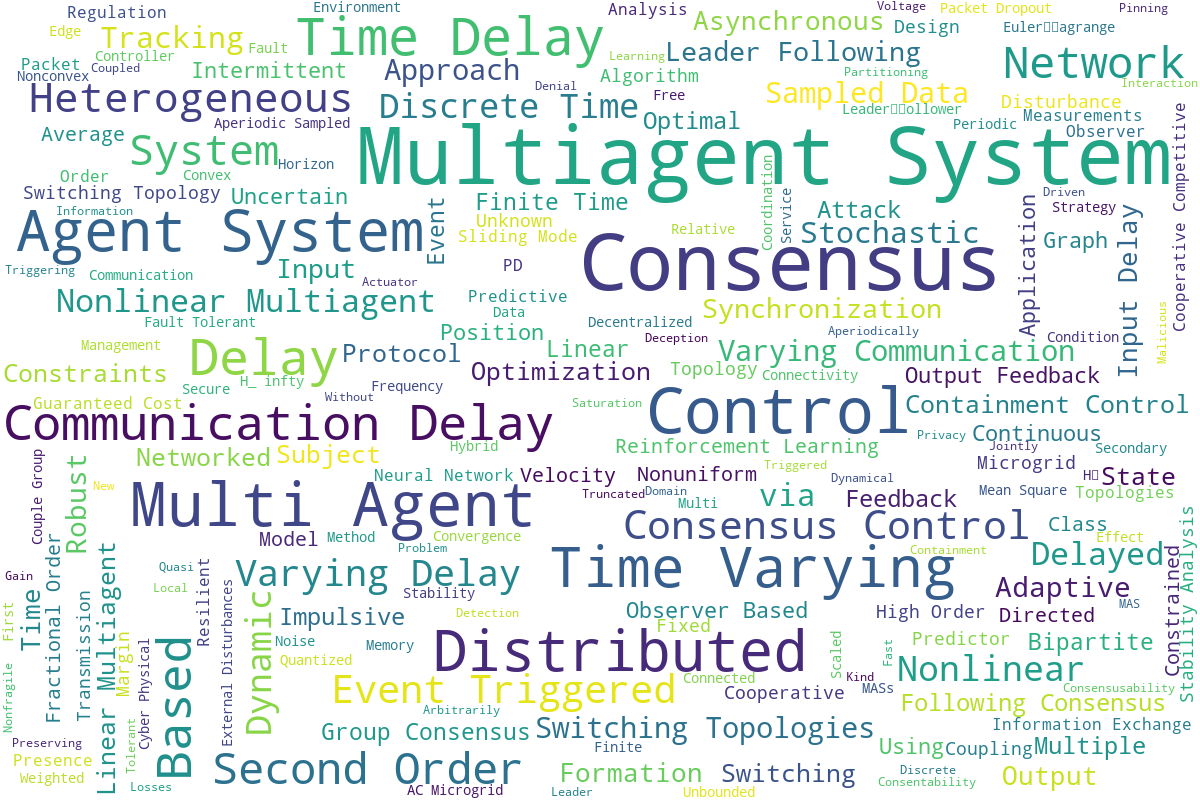 Regulation
Environment
Analysis
Voltage
Packet Dropout
Pinning
Edge
Tracking
Fault
Time Delay
Asynchronous
Design
Euler□□agrange
Packet
Controller
Coupled
Nonconvex
Intermittent
Approach
Learning
Leader Following
Network
Denial
Algorithm
Partitioning
Interaction
Heterogeneous
Discrete Time
Free
Sampled Data
Disturbance
Average
Aperiodic Sampled
Optimal
Leader□□ollower
Periodic
Measurements
Observer
System
Horizon
Multiagent System
Cooperative Competitive
Order
Convex
Switching Topology
Uncertain
Finite Time
Coordination
Service
Driven
Strategy
Information
Agent System
Event
Unknown
Sliding Mode
Relative
Attack
Stochastic
Application
Graph
Input Delay
Triggering
Communication
Input
Actuator
PD
Consensus
Nonlinear Multiagent
Predictive
Data
Synchronization
Fault Tolerant
Position
Decentralized
Aperiodically
Deception
Condition
Malicious
Management
Delay
Protocol
Linear
Varying Communication
Constraints
Secure
H_ infty
Frequency
Optimization
Topology
Connectivity
Output Feedback
Guaranteed Cost
Without
Saturation
Control
Containment Control
Communication Delay
Hybrid
Reinforcement Learning
Privacy
Continuous
Jointly
Secondary
Couple Group
Robust
Networked
Subject
Neural Network
Velocity
Nonuniform
Triggered
Dynamical
Microgrid
H□
State
New
Multi Agent
Truncated
Domain
Multi
via
Feedback
Mean Square
Topologies
Model
Method
Convergence
Problem
Consensus Control
Class
Effect
Stability Analysis
Gain
Time
Fractional Order
Linear Multiagent
Quasi
Local
Resilient
Varying Delay
Stability
Time Varying
Containment
Delayed
Constrained
Adaptive
MAS
First
Transmission
Margin
Cyber Physical
External Disturbances
Dynamic
Impulsive
Detection
Observer Based
Fixed
High Order
Directed
Noise
Memory
Quantized
Distributed
Scaled
Fast
Predictor
Bipartite
Nonfragile
Based
Event Triggered
Connected
Kind
Cooperative
MASs
Nonlinear
Consensusability
Following Consensus
Arbitrarily
Preserving
Presence
Weighted
Tolerant
Losses
Group Consensus
Switching Topologies
Finite
Information Exchange
Using
Coupling
Multiple
Second Order
AC Microgrid
Formation
Leader
Switching
Unbounded
Discrete
Consentability
Output